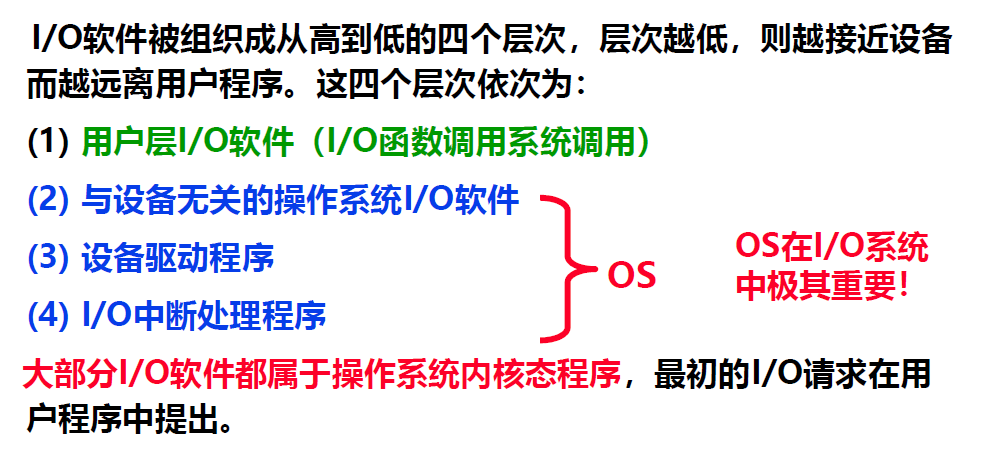 I/O软件被组织成从高到低的四个层次，层次越低，则越接近设备
而越远离用户程序。这四个层次依次为：
(1) 用户层I/O软件（I/O函数调用系统调用）
(2) 与设备无关的操作系统I/O软件
(3) 设备驱动程序
(4) I/O中断处理程序
OS
OS在I/O系统
中极其重要！
大部分I/O软件都属于操作系统内核态程序，最初的I/O请求在用
户程序中提出。